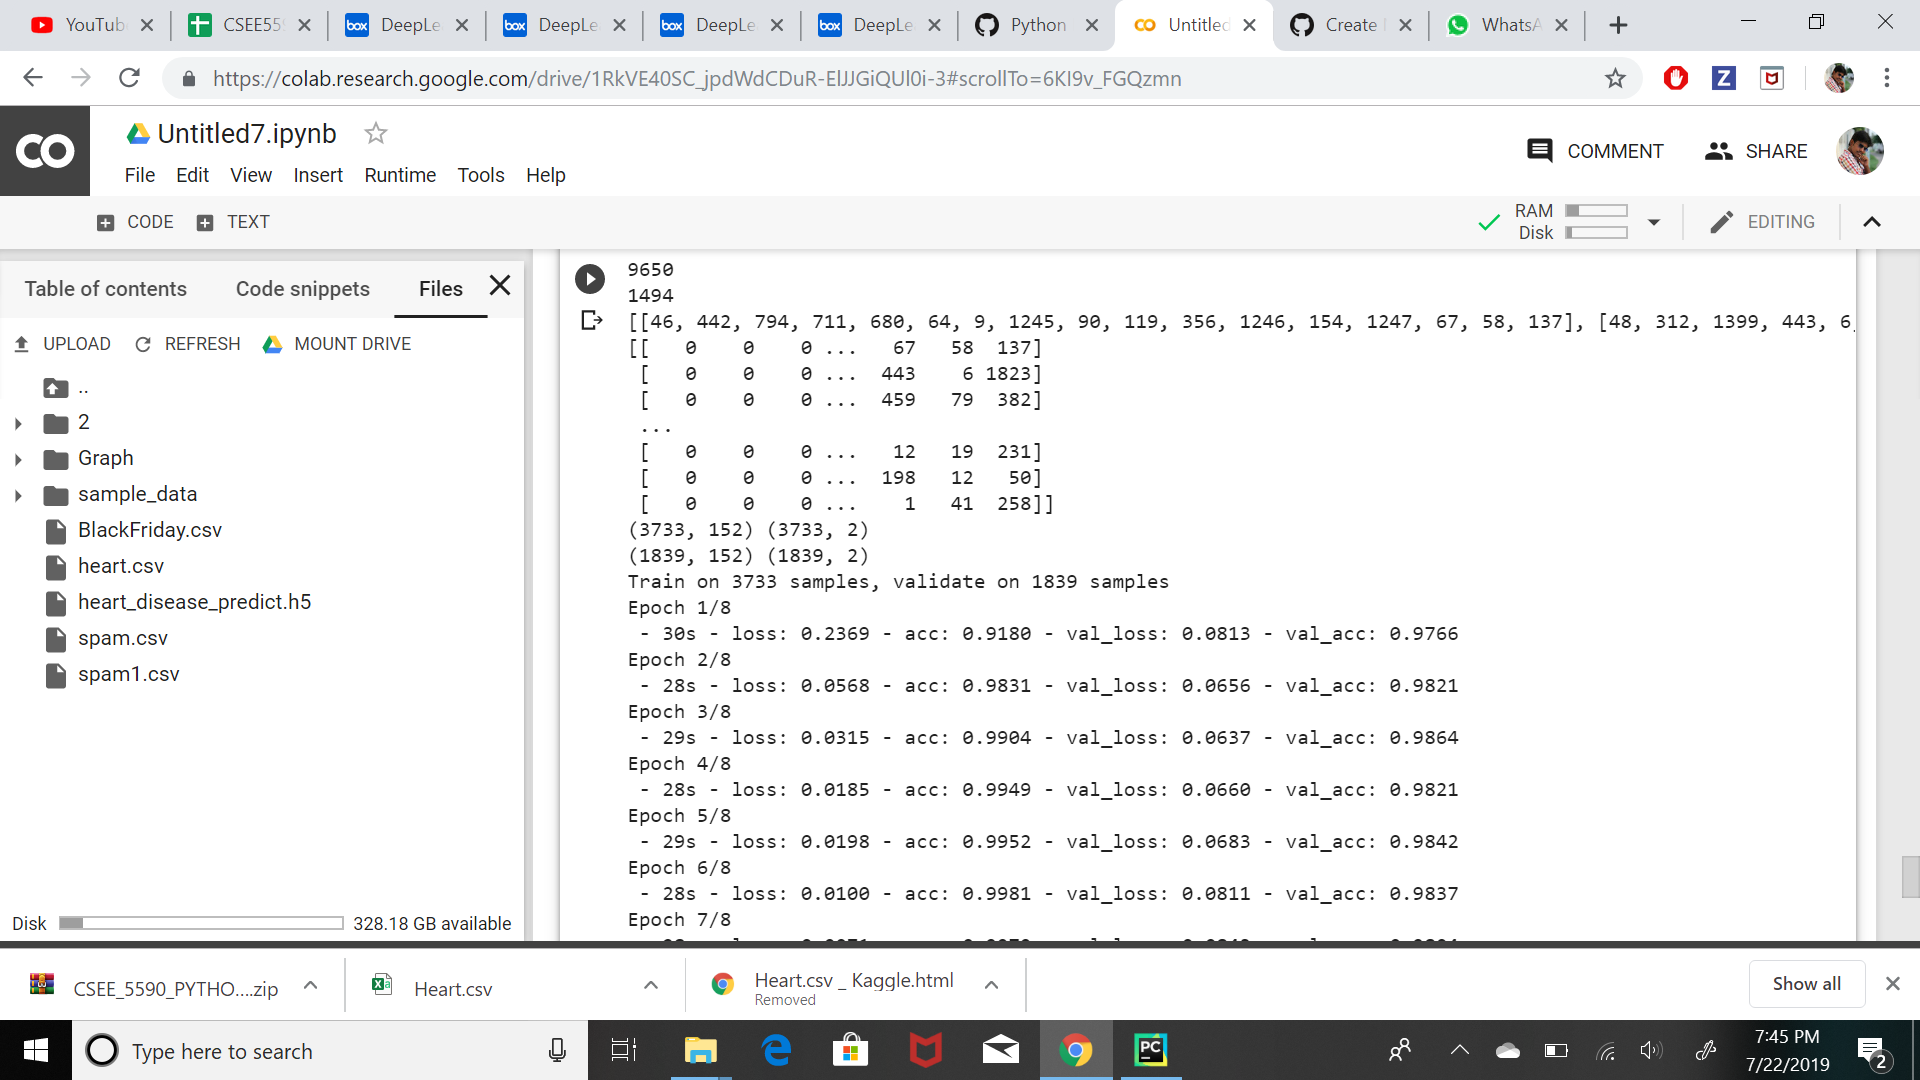 YouTub
CSEE55
DeepLe
DeepLe
DeepLe
DeepLe
Python
Untitled
Create
WhatsA
https://colab.research.google.com/drive/1RkVE40SC_jpdWdCDuR-ElJJGiQUl0i-3#scrollTo=6KI9v_FGQzmn
Untitled7.ipynb
COMMENT SHARE
File Edit View Insert Runtime Tools Help
CODE TEXT
RAM
Disk
EDITING
Table of contents Code snippets Files
UPLOAD REFRESH MOUNT DRIVE
..
2
Graph
sample_data
BlackFriday.csv
heart.csv
heart_disease_predict.h5
spam.csv
spam1.csv
Disk 328.18 GB available
9650
1494
[[46, 442, 794, 711, 680, 64, 9, 1245, 90, 119, 356, 1246, 154, 1247, 67, 58, 137], [48, 312, 1399, 443, 6,
[[ 0 0 0 ... 67 58 137]
[ 0 0 0 ... 443 6 1823]
[ 0 0 0 ... 459 79 382]
...
[ 0 0 0 ... 12 19 231]
[ 0 0 0 ... 198 12 50]
[ 0 0 0 ... 1 41 258]]
(3733, 152) (3733, 2)
(1839, 152) (1839, 2)
Train on 3733 samples, validate on 1839 samples
Epoch 1/8
- 30s - loss: 0.2369 - acc: 0.9180 - val_loss: 0.0813 - val_acc: 0.9766
Epoch 2/8
- 28s - loss: 0.0568 - acc: 0.9831 - val_loss: 0.0656 - val_acc: 0.9821
Epoch 3/8
- 29s - loss: 0.0315 - acc: 0.9904 - val_loss: 0.0637 - val_acc: 0.9864
Epoch 4/8
- 28s - loss: 0.0185 - acc: 0.9949 - val_loss: 0.0660 - val_acc: 0.9821
Epoch 5/8
- 29s - loss: 0.0198 - acc: 0.9952 - val_loss: 0.0683 - val_acc: 0.9842
Epoch 6/8
- 28s - loss: 0.0100 - acc: 0.9981 - val_loss: 0.0811 - val_acc: 0.9837
Epoch 7/8
CSEE_5590_PYTHO....zip
Heart.csv
Heart.csv _ Kaggle.html
Removed
Show all
Type here to search
7:45 PM
7/22/2019
2